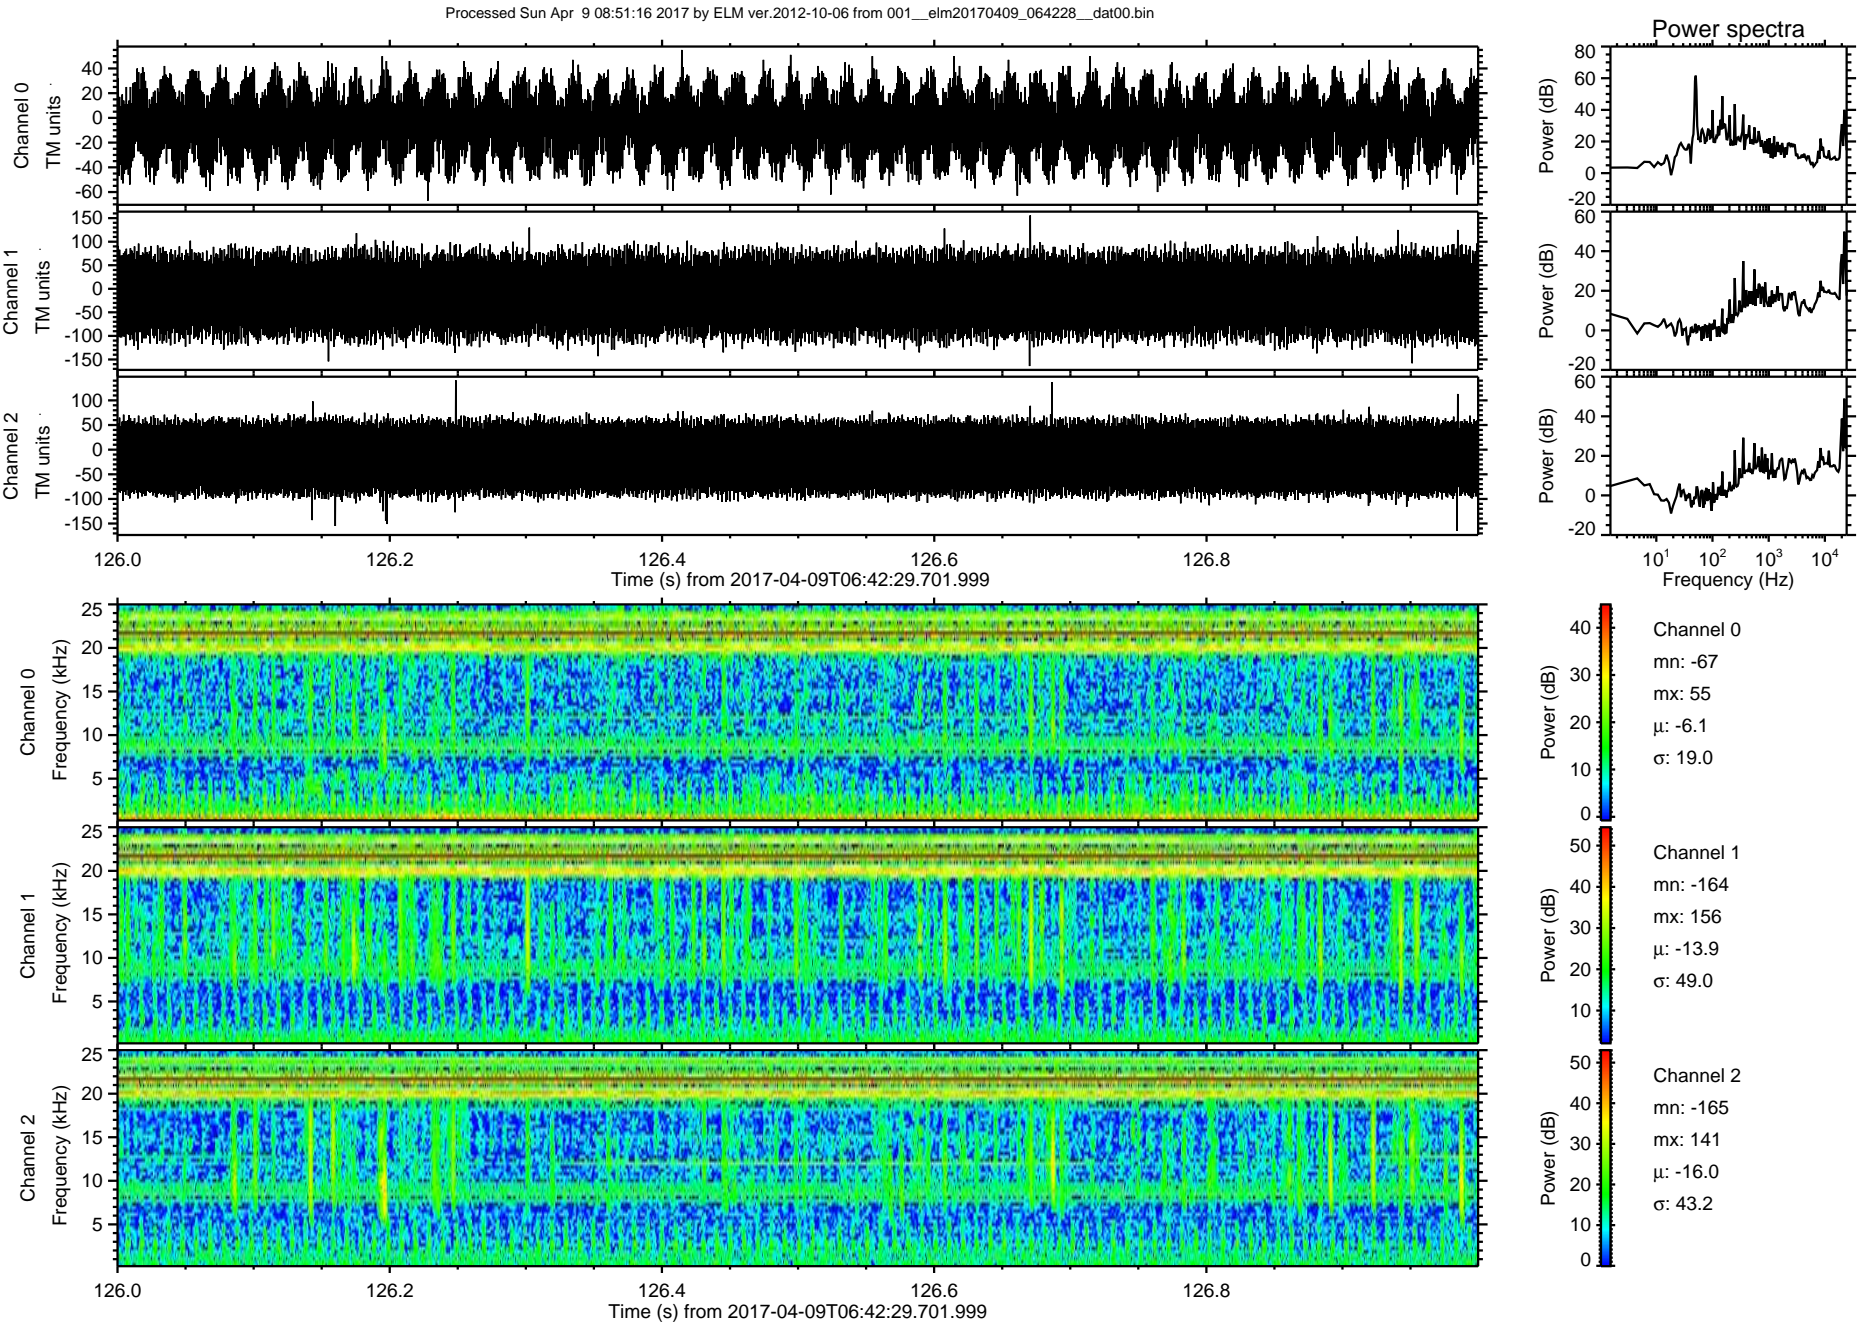 Processed Sun Apr  9 08:51:16 2017 by ELM ver.2012-10-06 from 001__elm20170409_064228__dat00.bin
Power spectra
Channel 0
TM units
40
20
0
-20
-40
-60
Power (dB)
80
60
40
20
0
-20
Channel 1
TM units
150
100
50
0
-50
-100
-150
Power (dB)
60
40
20
0
-20
Channel 2
TM units
100
50
0
-50
-100
-150
Power (dB)
60
40
20
0
-20
126.0 126.2 126.4 126.6 126.8
Time (s) from 2017-04-09T06:42:29.701.999
10¹ 10² 10³ 10⁴
Frequency (Hz)
Channel 0
Frequency (kHz)
25
20
15
10
5
Power (dB)
40
30
20
10
0
Channel 0
mn: -67
mx: 55
μ: -6.1
σ: 19.0
Channel 1
Frequency (kHz)
25
20
15
10
5
Power (dB)
50
40
30
20
10
Channel 1
mn: -164
mx: 156
μ: -13.9
σ: 49.0
Channel 2
Frequency (kHz)
25
20
15
10
5
Power (dB)
50
40
30
20
10
0
Channel 2
mn: -165
mx: 141
μ: -16.0
σ: 43.2
126.0 126.2 126.4 126.6 126.8
Time (s) from 2017-04-09T06:42:29.701.999